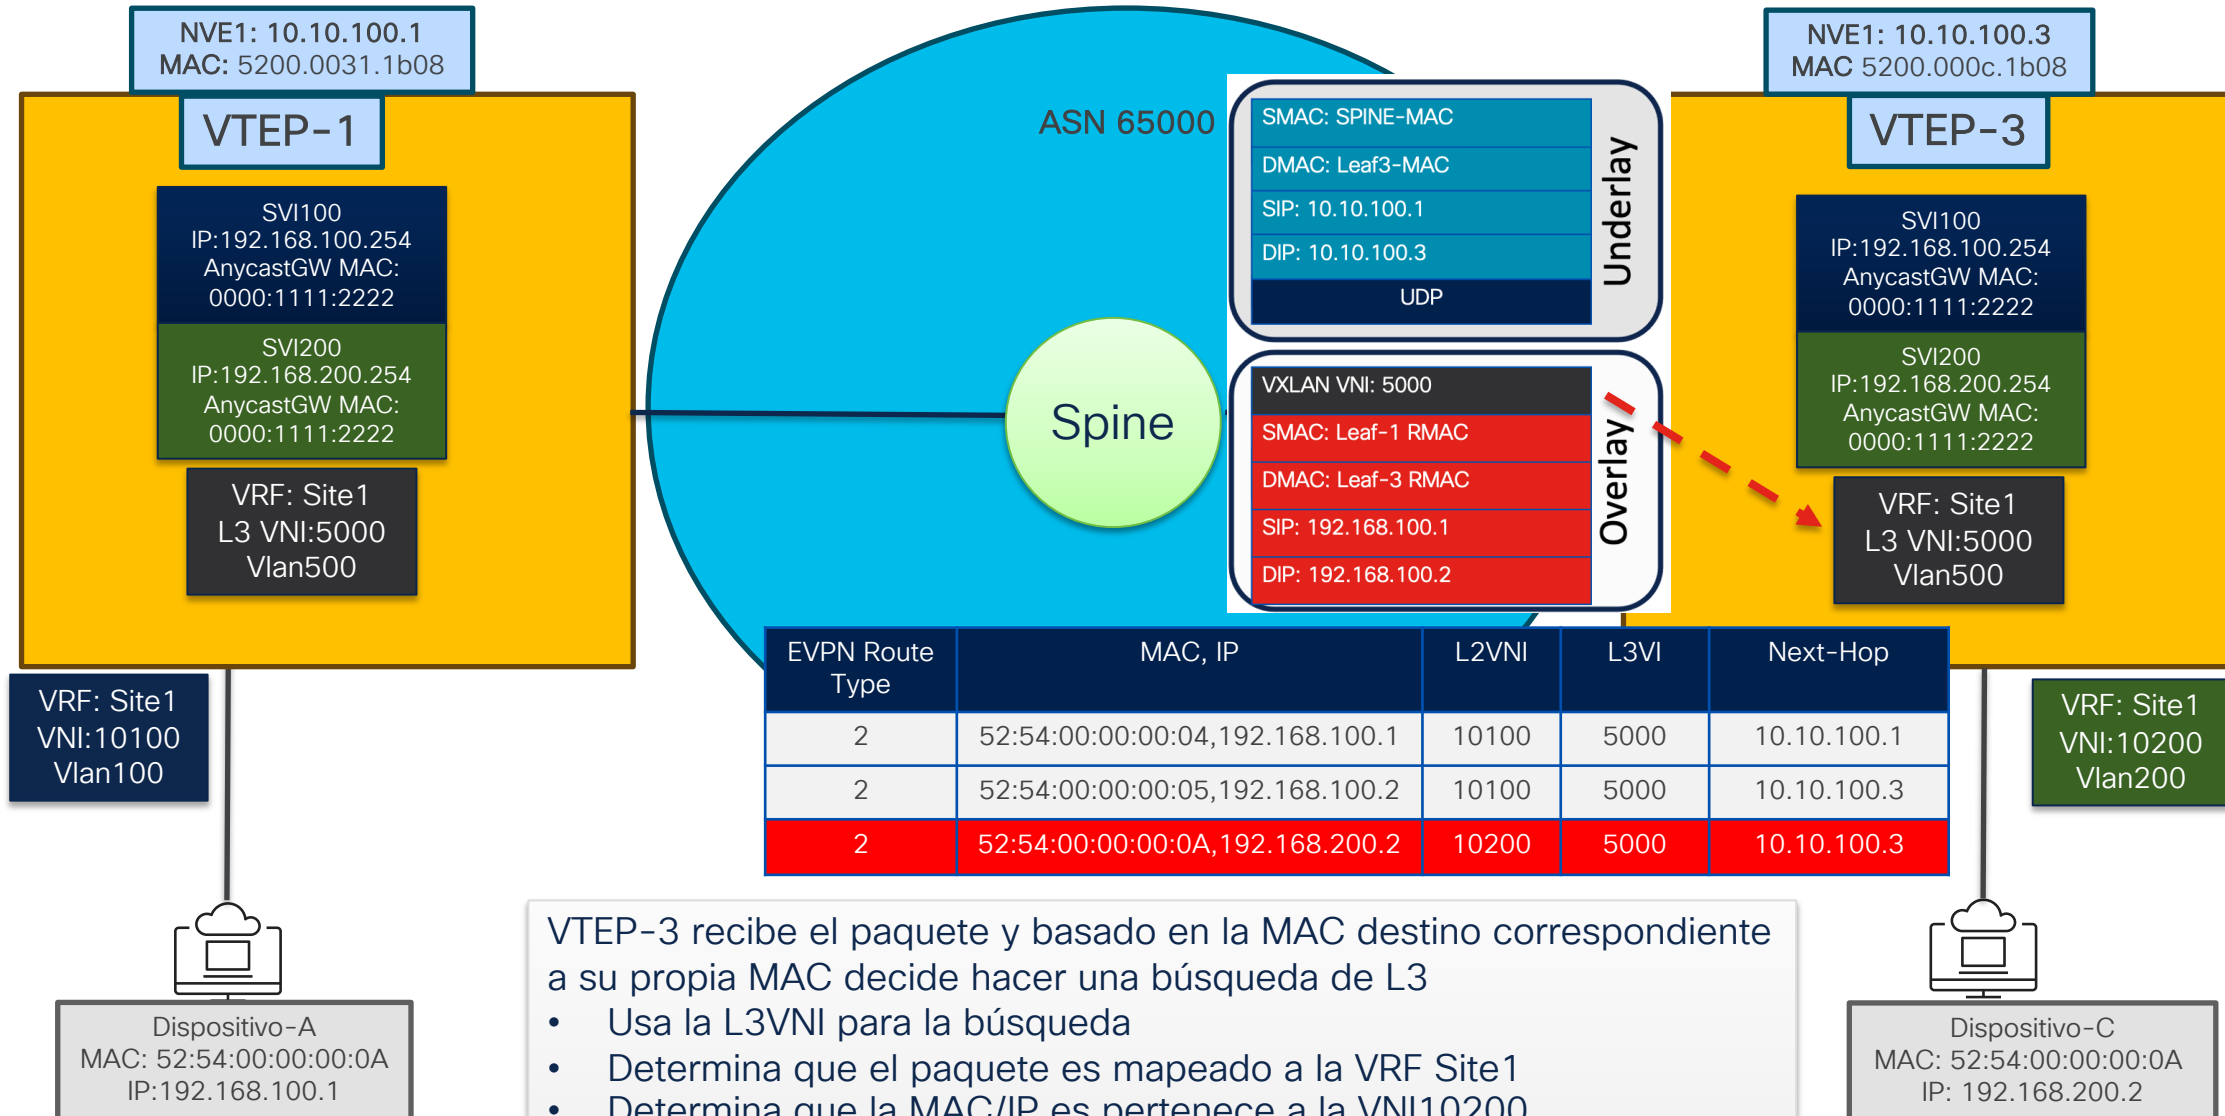 NVE1: 10.10.100.1
MAC: 5200.0031.1b08
VTEP-1
SVI100
IP:192.168.100.254
AnycastGW MAC:
0000:1111:2222
SVI200
IP:192.168.200.254
AnycastGW MAC:
0000:1111:2222
VRF: Site1
L3 VNI:5000
Vlan500
VRF: Site1
VNI:10100
Vlan100
Dispositivo-A
MAC: 52:54:00:00:00:0A
IP:192.168.100.1
ASN 65000
Spine
SMAC: SPINE-MAC
DMAC: Leaf3-MAC
SIP: 10.10.100.1
DIP: 10.10.100.3
UDP
Underlay
VXLAN VNI: 5000
SMAC: Leaf-1 RMAC
DMAC: Leaf-3 RMAC
SIP: 192.168.100.1
DIP: 192.168.100.2
Overlay
NVE1: 10.10.100.3
MAC 5200.000c.1b08
VTEP-3
SVI100
IP:192.168.100.254
AnycastGW MAC:
0000:1111:2222
SVI200
IP:192.168.200.254
AnycastGW MAC:
0000:1111:2222
VRF: Site1
L3 VNI:5000
Vlan500
VRF: Site1
VNI:10200
Vlan200
Dispositivo-C
MAC: 52:54:00:00:00:0A
IP: 192.168.200.2
EVPN Route Type MAC, IP L2VNI L3VI Next-Hop
2 52:54:00:00:00:04,192.168.100.1 10100 5000 10.10.100.1
2 52:54:00:00:00:05,192.168.100.2 10100 5000 10.10.100.3
2 52:54:00:00:00:0A,192.168.200.2 10200 5000 10.10.100.3
VTEP-3 recibe el paquete y basado en la MAC destino correspondiente
a su propia MAC decide hacer una búsqueda de L3
• Usa la L3VNI para la búsqueda
• Determina que el paquete es mapeado a la VRF Site1
• Determina que la MAC/IP es pertenece a la VNI10200